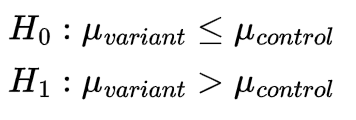 H₀ : μ_variant ≤ μ_control
H₁ : μ_variant > μ_control